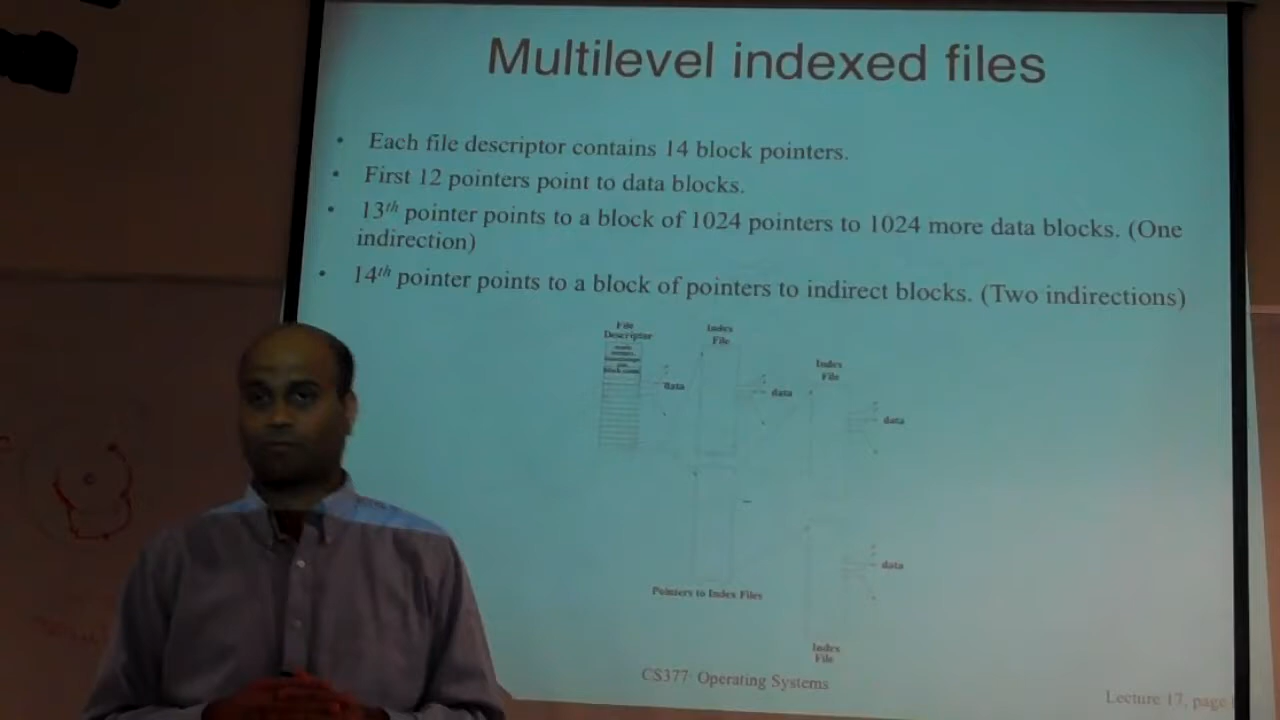 Multilevel indexed files
• Each file descriptor contains 14 block pointers.
• First 12 pointers point to data blocks.
• 13th pointer points to a block of 1024 pointers to 1024 more data blocks. (One
indirection)
• 14th pointer points to a block of pointers to indirect blocks. (Two indirections)
File
Descriptor
Index
File
data
data
Index
File
data
data
Pointers to Index Files
Index
File
CS377: Operating Systems
Lecture 17, page